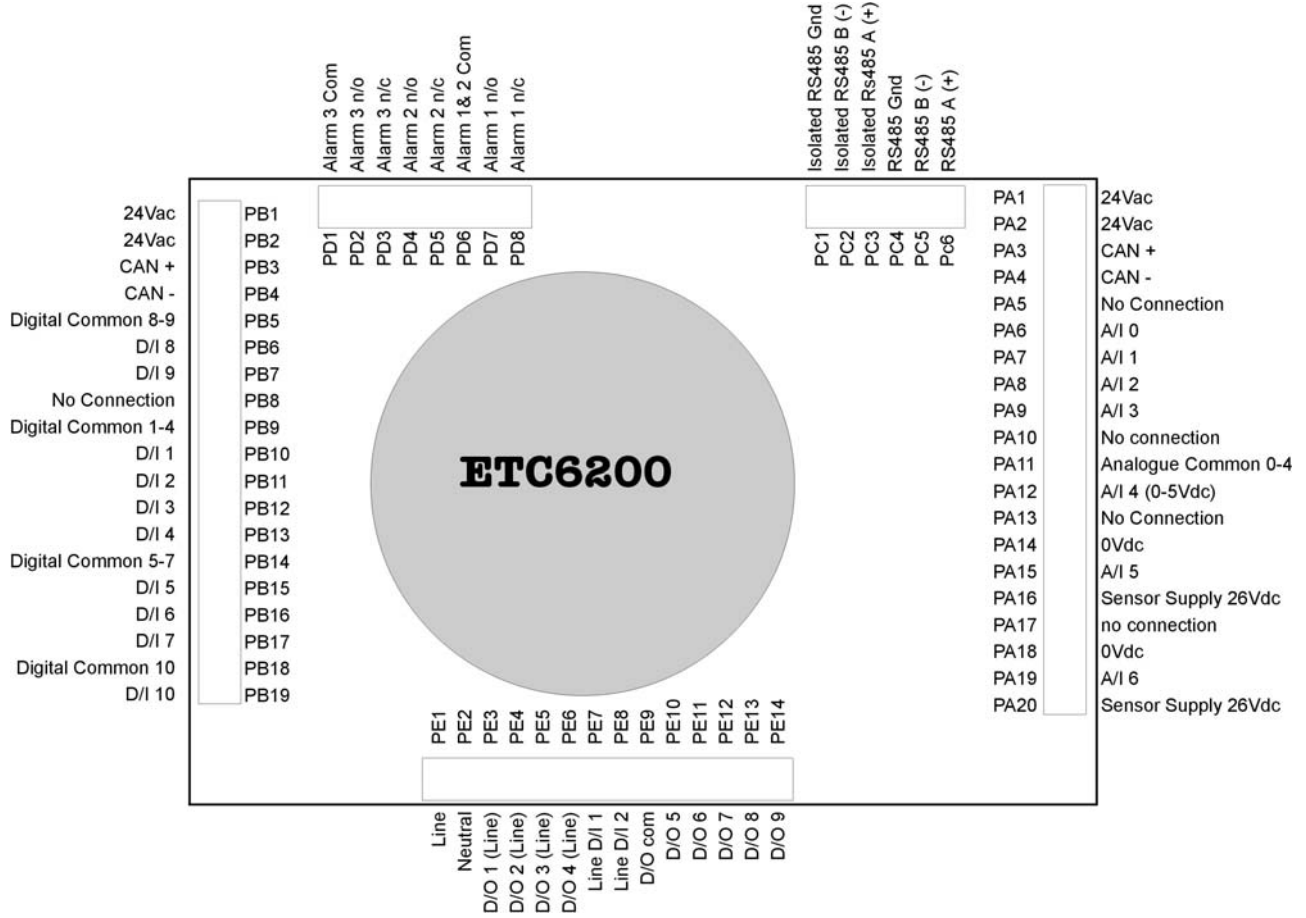 Alarm 3 Com
Alarm 3 n/o
Alarm 3 n/c
Alarm 2 n/o
Alarm 2 n/c
Alarm 1& 2 Com
Alarm 1 n/o
Alarm 1 n/c
Isolated RS485 Gnd
Isolated RS485 B (-)
Isolated Rs485 A (+)
RS485 Gnd
RS485 B (-)
RS485 A (+)
PD1
PD2
PD3
PD4
PD5
PD6
PD7
PD8
PC1
PC2
PC3
PC4
PC5
Pc6
24Vac PB1
24Vac PB2
CAN + PB3
CAN - PB4
Digital Common 8-9 PB5
D/I 8 PB6
D/I 9 PB7
No Connection PB8
Digital Common 1-4 PB9
D/I 1 PB10
D/I 2 PB11
D/I 3 PB12
D/I 4 PB13
Digital Common 5-7 PB14
D/I 5 PB15
D/I 6 PB16
D/I 7 PB17
Digital Common 10 PB18
D/I 10 PB19
ETC6200
PA1 24Vac
PA2 24Vac
PA3 CAN +
PA4 CAN -
PA5 No Connection
PA6 A/I 0
PA7 A/I 1
PA8 A/I 2
PA9 A/I 3
PA10 No connection
PA11 Analogue Common 0-4
PA12 A/I 4 (0-5Vdc)
PA13 No Connection
PA14 0Vdc
PA15 A/I 5
PA16 Sensor Supply 26Vdc
PA17 no connection
PA18 0Vdc
PA19 A/I 6
PA20 Sensor Supply 26Vdc
PE1
PE2
PE3
PE4
PE5
PE6
PE7
PE8
PE9
PE10
PE11
PE12
PE13
PE14
Line
Neutral
D/O 1 (Line)
D/O 2 (Line)
D/O 3 (Line)
D/O 4 (Line)
Line D/I 1
Line D/I 2
D/O com
D/O 5
D/O 6
D/O 7
D/O 8
D/O 9